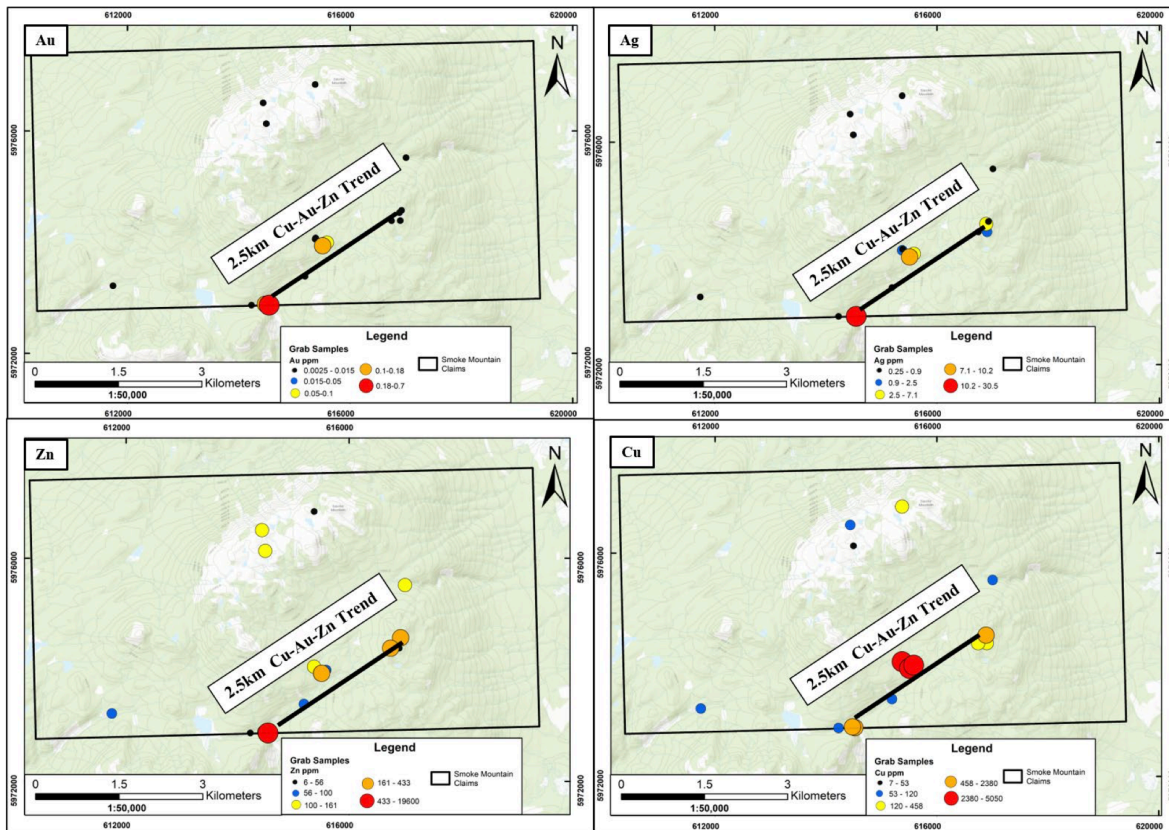 612000
616000
620000
Au
N
5976000
5972000
2.5km Cu-Au-Zn Trend
Legend
Grab Samples
Au ppm
0.0025 - 0.015
0.015-0.05
0.05-0.1
0.1-0.18
0.18-0.7
Smoke Mountain
Claims
0
1.5
3
Kilometers
1:50,000
612000
616000
620000
Ag
N
5976000
5972000
2.5km Cu-Au-Zn Trend
Legend
Grab Samples
Ag ppm
0.25 - 0.9
0.9 - 2.5
2.5 - 7.1
7.1 - 10.2
10.2 - 30.5
Smoke Mountain
Claims
0
1.5
3
Kilometers
1:50,000
612000
616000
620000
Zn
N
5976000
5972000
2.5km Cu-Au-Zn Trend
Legend
Grab Samples
Zn ppm
6 - 56
56 - 100
100 - 161
161 - 433
433 - 19600
Smoke Mountain
Claims
0
1.5
3
Kilometers
1:50,000
612000
616000
620000
612000
616000
620000
Cu
N
5976000
5972000
2.5km Cu-Au-Zn Trend
Legend
Grab Samples
Cu ppm
7 - 53
53 - 120
120 - 458
458 - 2380
2380 - 5050
Smoke Mountain
Claims
0
1.5
3
Kilometers
1:50,000
612000
616000
620000